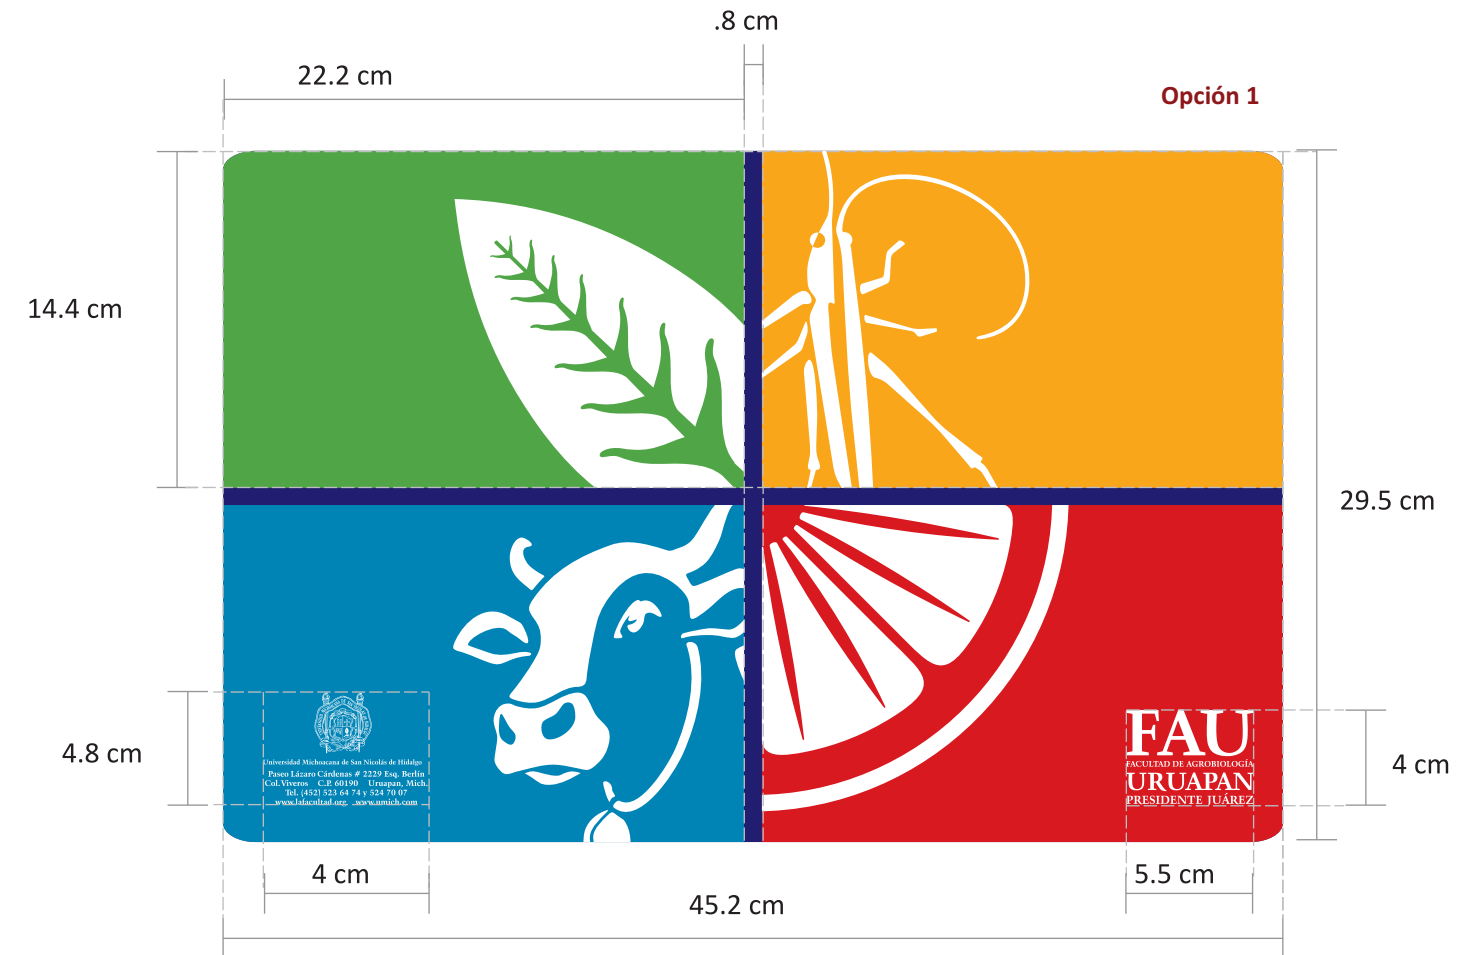 .8 cm
22.2 cm
Opción 1
14.4 cm
29.5 cm
4.8 cm
Universidad Michoacana de San Nicolás de Hidalgo
Paseo Lázaro Cárdenas # 2229 Esq. Berlín
Col. Viveros C.P. 60190 Uruapan, Mich.
Tel. (452) 523 64 74 y 524 70 07
www.lafacultad.org www.umich.com
FAU
FACULTAD DE AGROBIOLOGÍA
URUAPAN
PRESIDENTE JUÁREZ
4 cm
4 cm
5.5 cm
45.2 cm